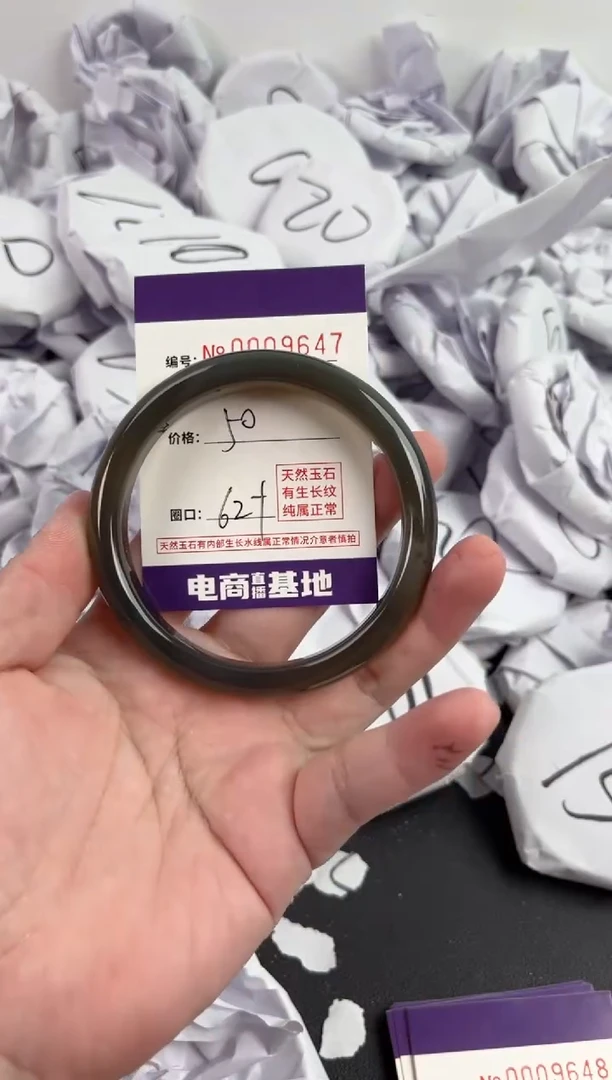 920
编号: №0009647
价格: 50
天然玉石
有生长纹
纯属正常
圈口: 62+
天然玉石有内部生长水线属正常情况介意者慎拍
电商直播基地
№0009648